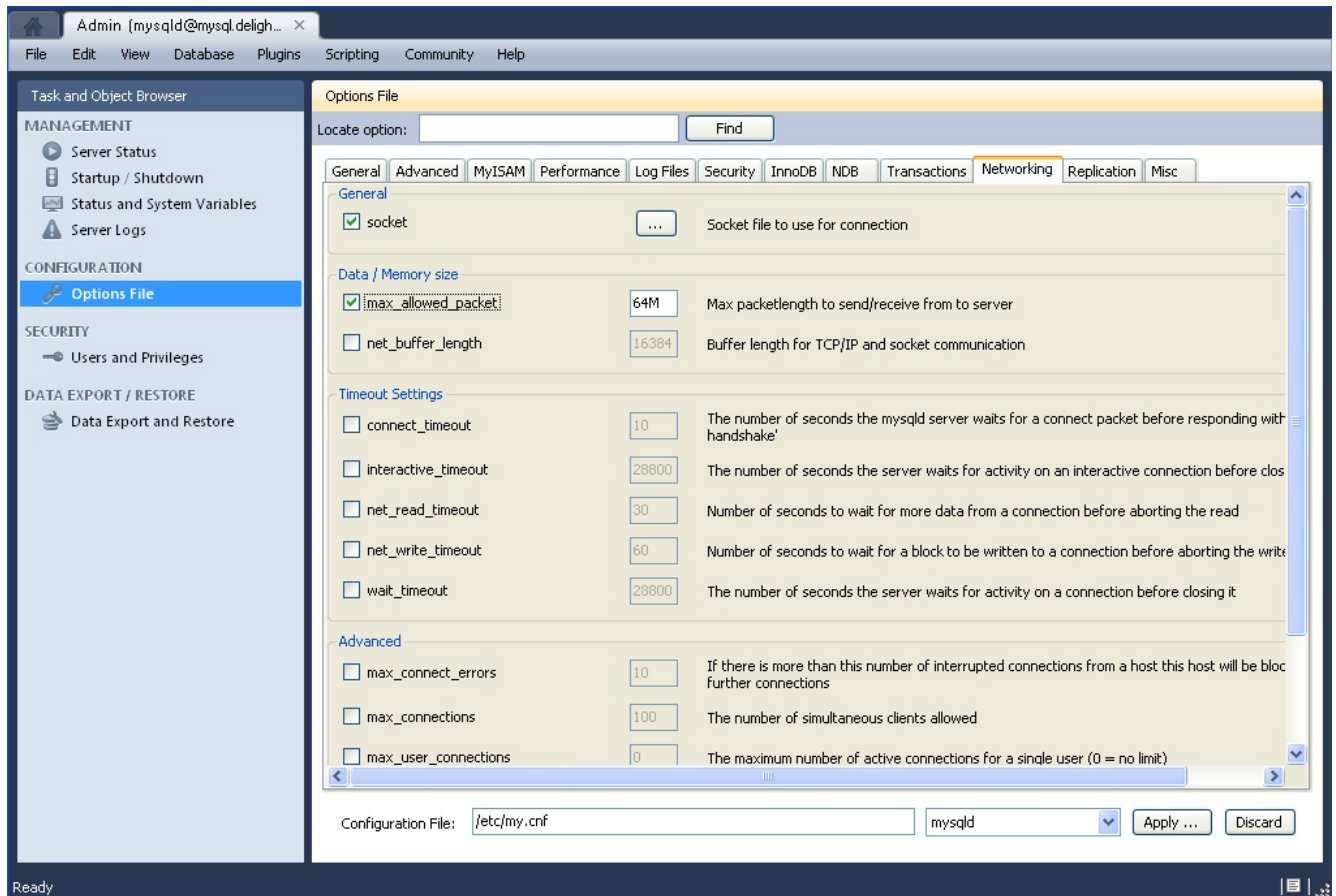 Admin (mysqld@mysql.deligh...
File Edit View Database Plugins Scripting Community Help
Task and Object Browser
MANAGEMENT
Server Status
Startup / Shutdown
Status and System Variables
Server Logs
CONFIGURATION
Options File
SECURITY
Users and Privileges
DATA EXPORT / RESTORE
Data Export and Restore
Options File
Locate option: Find
General Advanced MyISAM Performance Log Files Security InnoDB NDB Transactions Networking Replication Misc
General
socket ... Socket file to use for connection
Data / Memory size
max_allowed_packet 64M Max packetlength to send/receive from to server
net_buffer_length 16384 Buffer length for TCP/IP and socket communication
Timeout Settings
connect_timeout 10 The number of seconds the mysqld server waits for a connect packet before responding with
handshake'
interactive_timeout 28800 The number of seconds the server waits for activity on an interactive connection before clos
net_read_timeout 30 Number of seconds to wait for more data from a connection before aborting the read
net_write_timeout 60 Number of seconds to wait for a block to be written to a connection before aborting the write
wait_timeout 28800 The number of seconds the server waits for activity on a connection before closing it
Advanced
max_connect_errors 10 If there is more than this number of interrupted connections from a host this host will be bloc
further connections
max_connections 100 The number of simultaneous clients allowed
max_user_connections 0 The maximum number of active connections for a single user (0 = no limit)
Configuration File: /etc/my.cnf mysqld Apply ... Discard
Ready